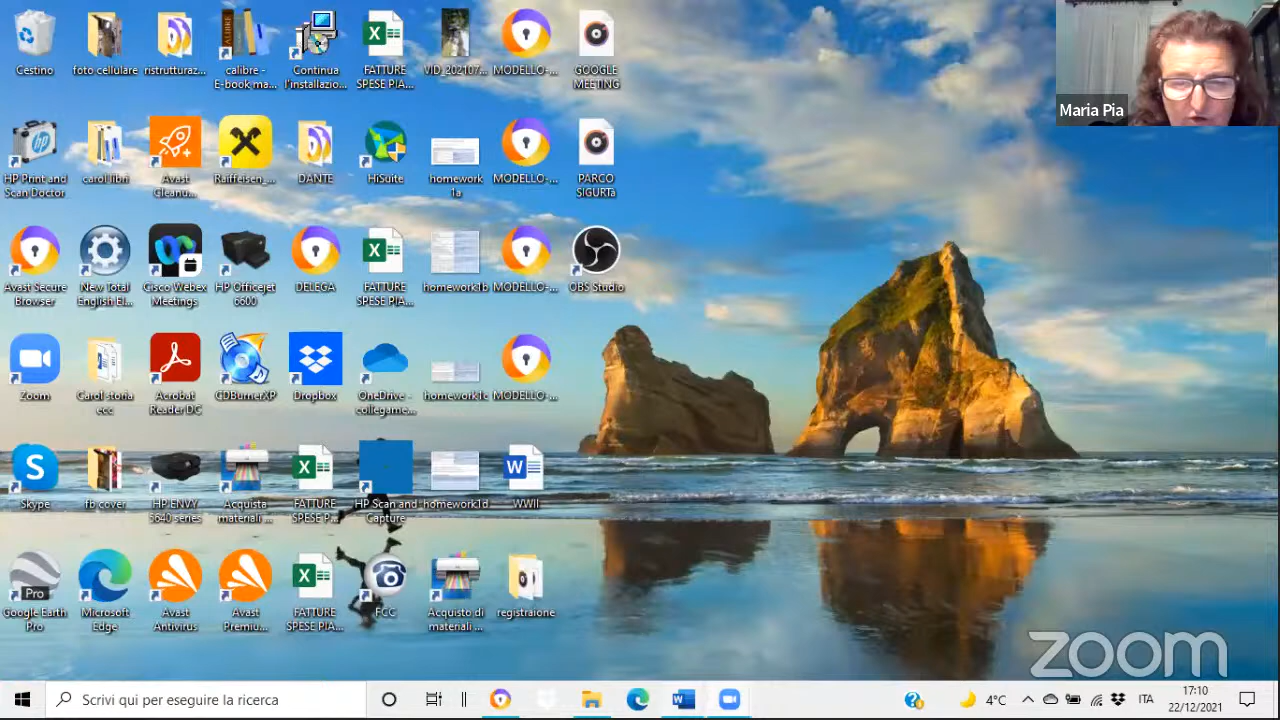 Cestino
foto cellulare
ristrutturaz...
calibre -
E-book ma...
Continua
l'installazio...
FATTURE
SPESE PIA...
VID_202107...
MODELLO-...
GOOGLE
MEETING
Maria Pia
HP Print and
Scan Doctor
carol.libri
Avast
Cleanu...
Raiffeisen_...
DANTE
HiSuite
homework
1a
MODELLO-...
PARCO
SIGURTa
Avast Secure
Browser
New Total
English El...
Cisco Webex
Meetings
HP Officejet
6600
DELEGA
FATTURE
SPESE PIA...
homework1b
MODELLO-...
OBS Studio
Zoom
Carol storia
ecc
Acrobat
Reader DC
CDBurnerXP
Dropbox
OneDrive -
collegame...
homework1c
MODELLO-...
Skype
fb cover
HP ENVY
5640 series
Acquista
materiali ...
FATTURE
SPESE P...
HP Scan and
Capture
homework1d
WWII
Google Earth
Pro
Microsoft
Edge
Avast
Antivirus
Avast
Premiu...
FATTURE
SPESE PIA...
FCC
Acquisto di
materiali ...
registraione
zoom
Scrivi qui per eseguire la ricerca
4°C
ITA
17:10
22/12/2021